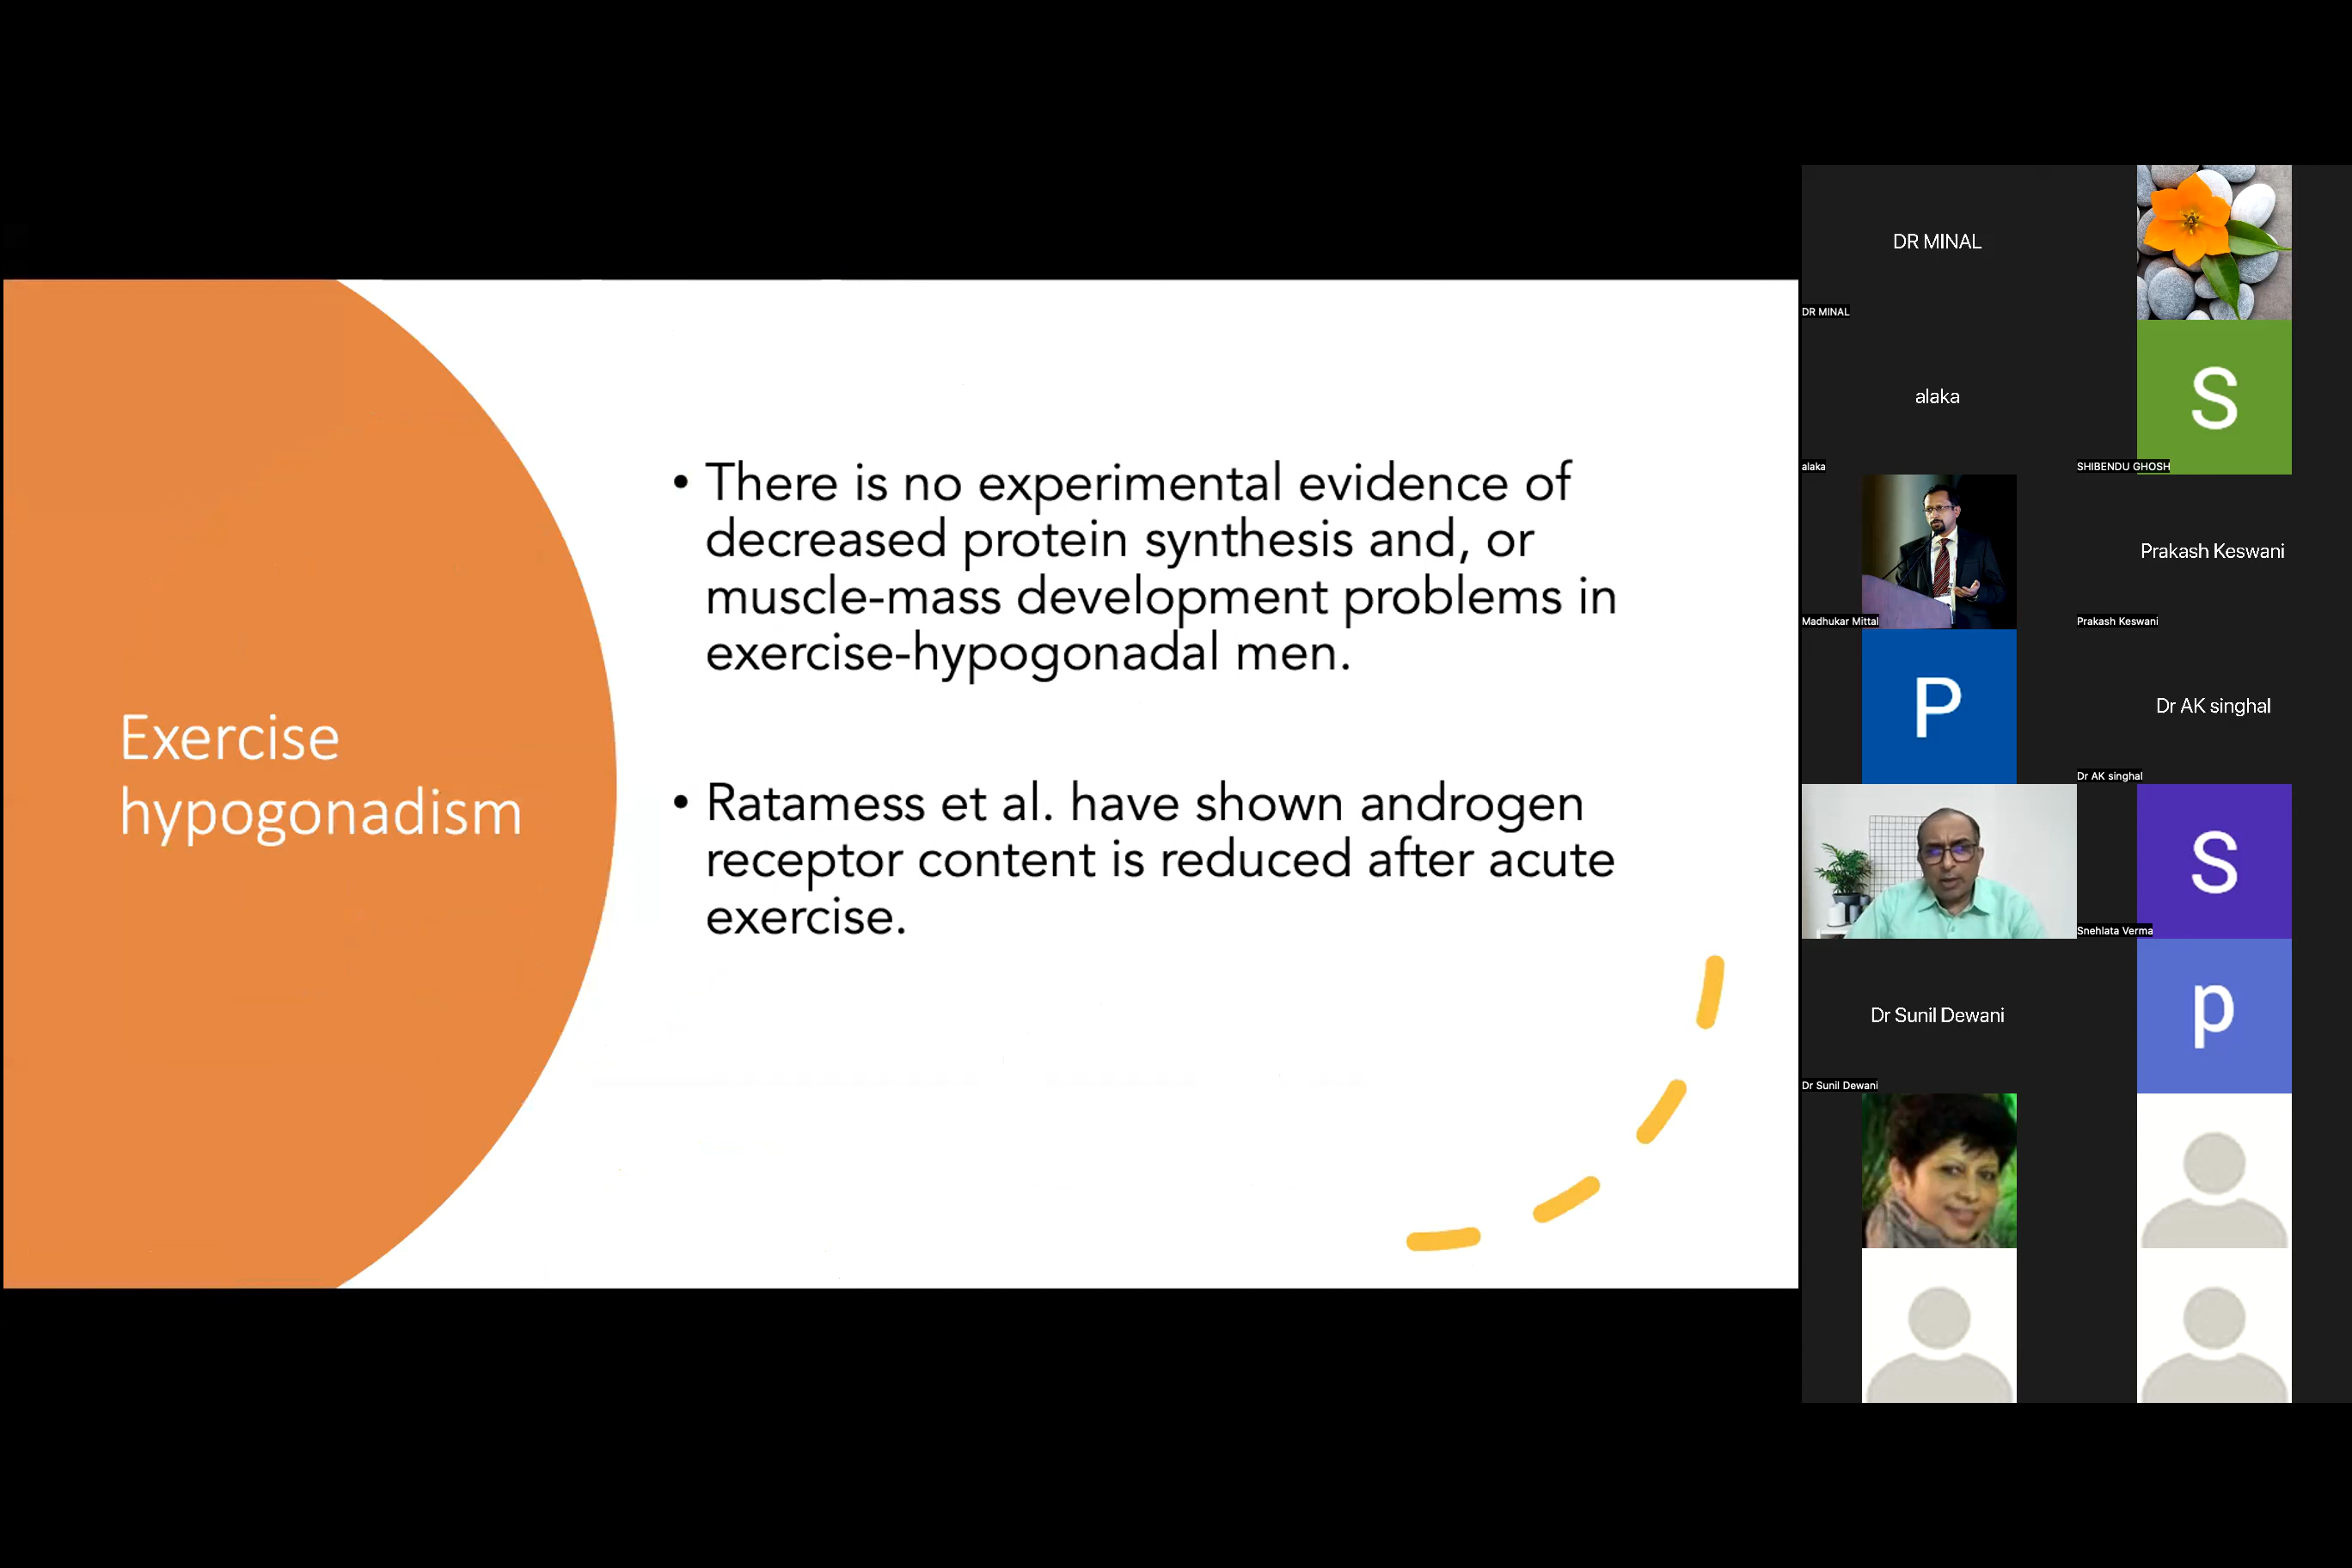 Exercise
hypogonadism
• There is no experimental evidence of
decreased protein synthesis and, or
muscle-mass development problems in
exercise-hypogonadal men.
• Ratamess et al. have shown androgen
receptor content is reduced after acute
exercise.
DR MINAL
DR MINAL
alaka
S
alaka
SHIBENDU GHOSH
Prakash Keswani
Madhukar Mittal
Prakash Keswani
P
Dr AK singhal
Dr AK singhal
S
Snehlata Verma
Dr Sunil Dewani
p
Dr Sunil Dewani